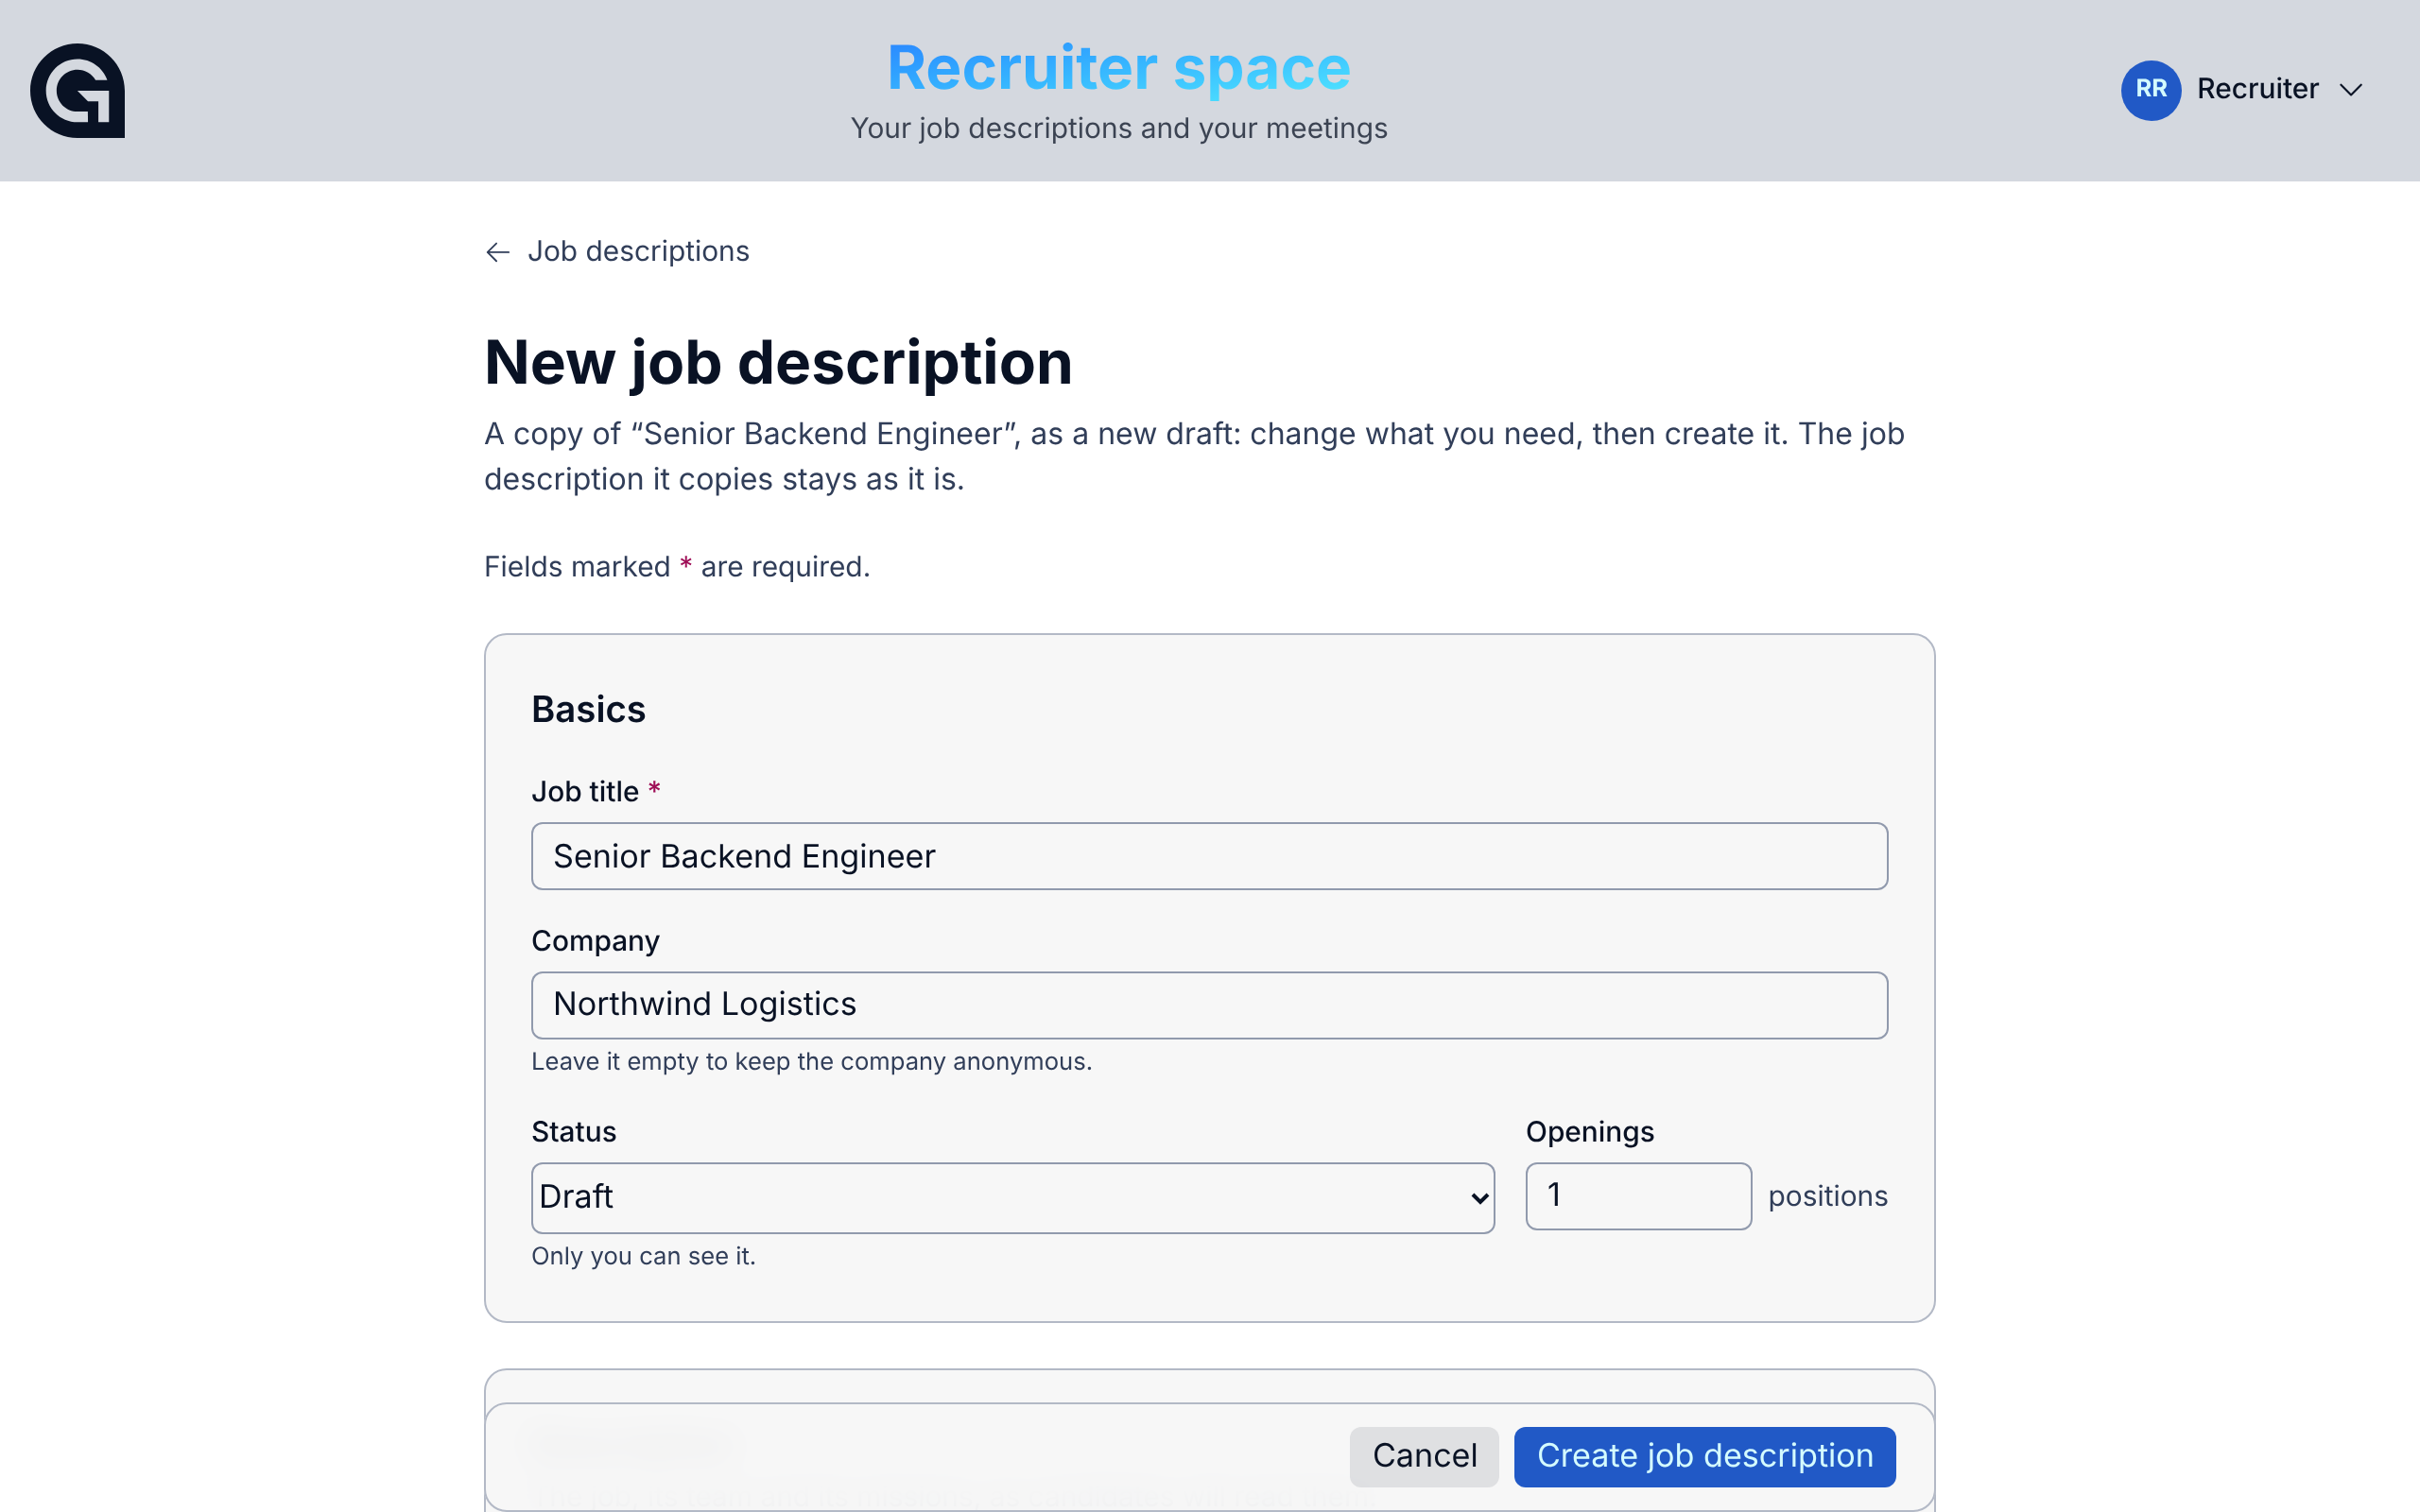 Recruiter space
Your job descriptions and your meetings
RR Recruiter
Job descriptions
New job description
A copy of “Senior Backend Engineer”, as a new draft: change what you need, then create it. The job
description it copies stays as it is.
Fields marked * are required.
Basics
Job title *
Senior Backend Engineer
Company
Northwind Logistics
Leave it empty to keep the company anonymous.
Status
Openings
Draft
1 positions
Only you can see it.
Cancel
Create job description